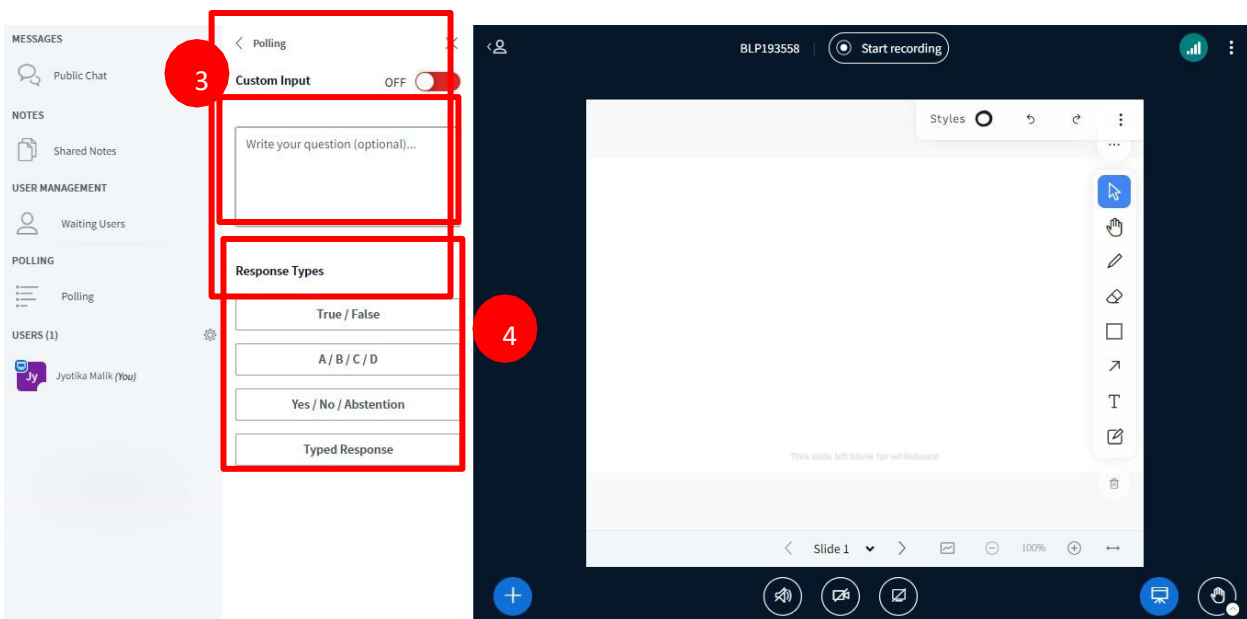 MESSAGES
Public Chat
NOTES
Shared Notes
USER MANAGEMENT
Waiting Users
POLLING
Polling
USERS (1)
Jy
Jyotika Malik (You)
3
Polling
Custom Input OFF
Write your question (optional)...
Response Types
True / False
A / B / C / D
Yes / No / Abstention
Typed Response
4
BLP193558
Start recording
Styles
T
This slide left blank for whiteboard
Slide 1
100%